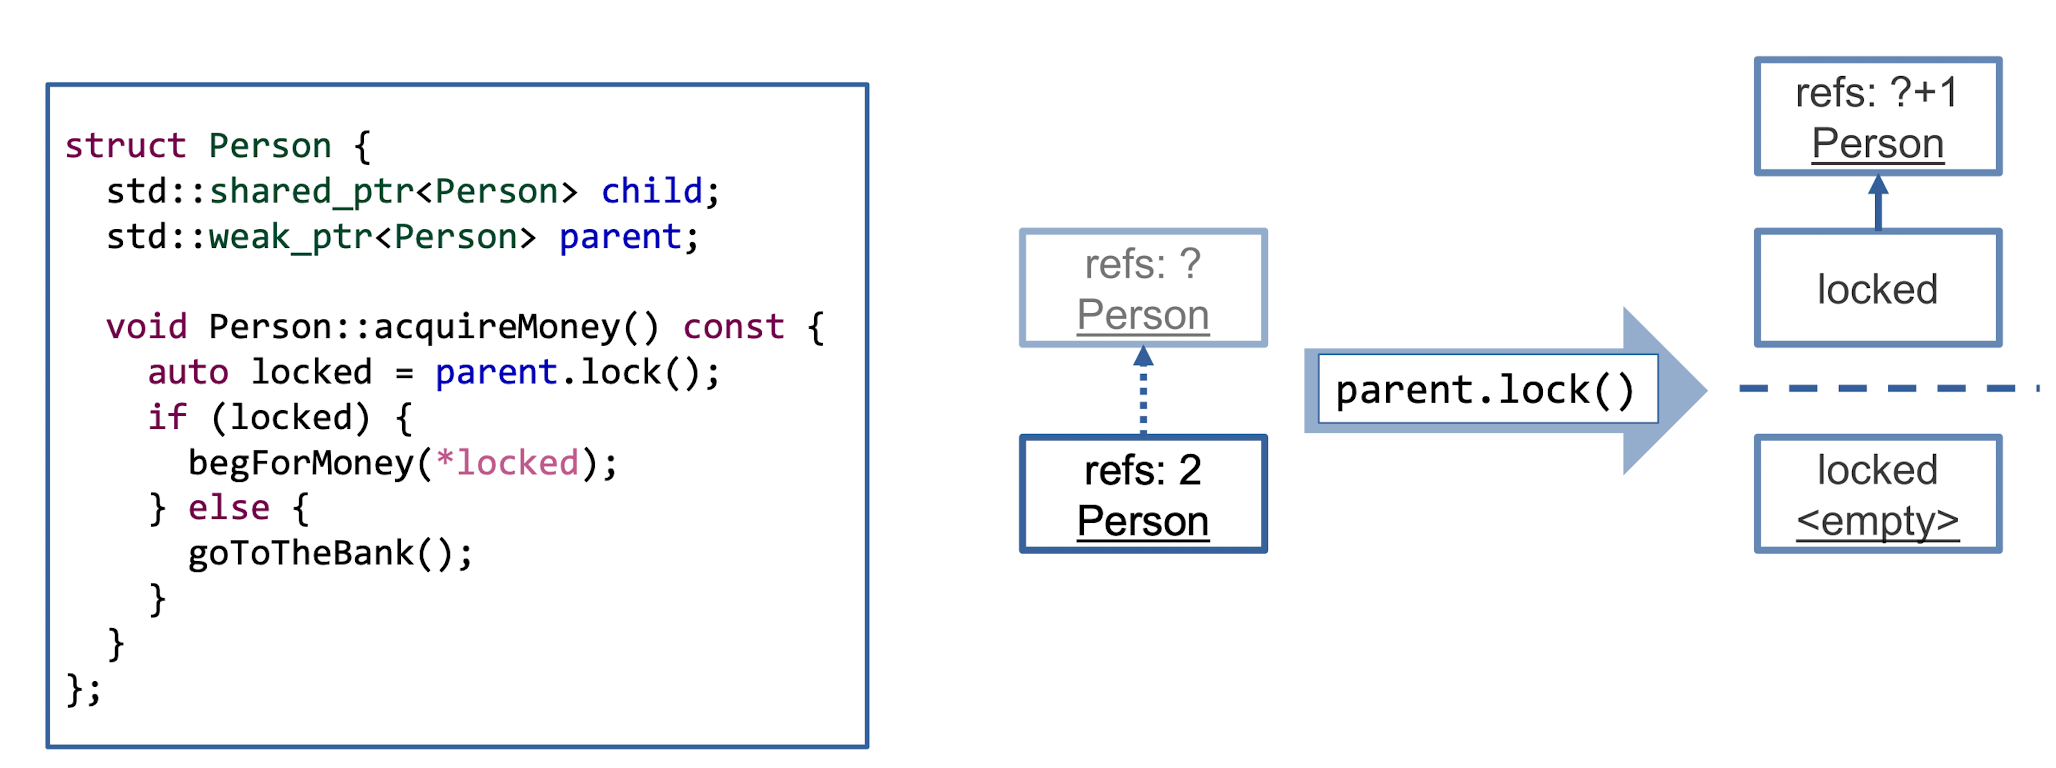 struct Person {
  std::shared_ptr<Person> child;
  std::weak_ptr<Person> parent;

  void Person::acquireMoney() const {
    auto locked = parent.lock();
    if (locked) {
      begForMoney(*locked);
    } else {
      goToTheBank();
    }
  }
};
refs: ?
Person
refs: 2
Person
parent.lock()
refs: ?+1
Person
locked
locked
<empty>